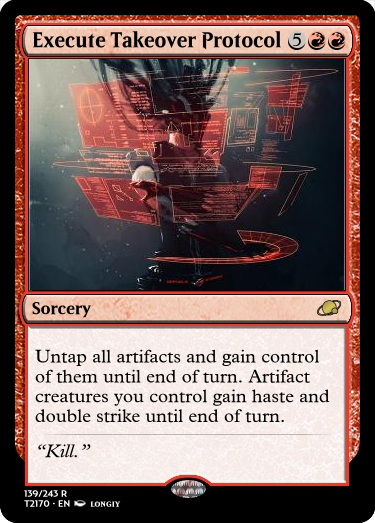 Execute Takeover Protocol 5
Sorcery
Untap all artifacts and gain control
of them until end of turn. Artifact
creatures you control gain haste and
double strike until end of turn.
“Kill.”
139/243 R
T2170 • EN LONGIY